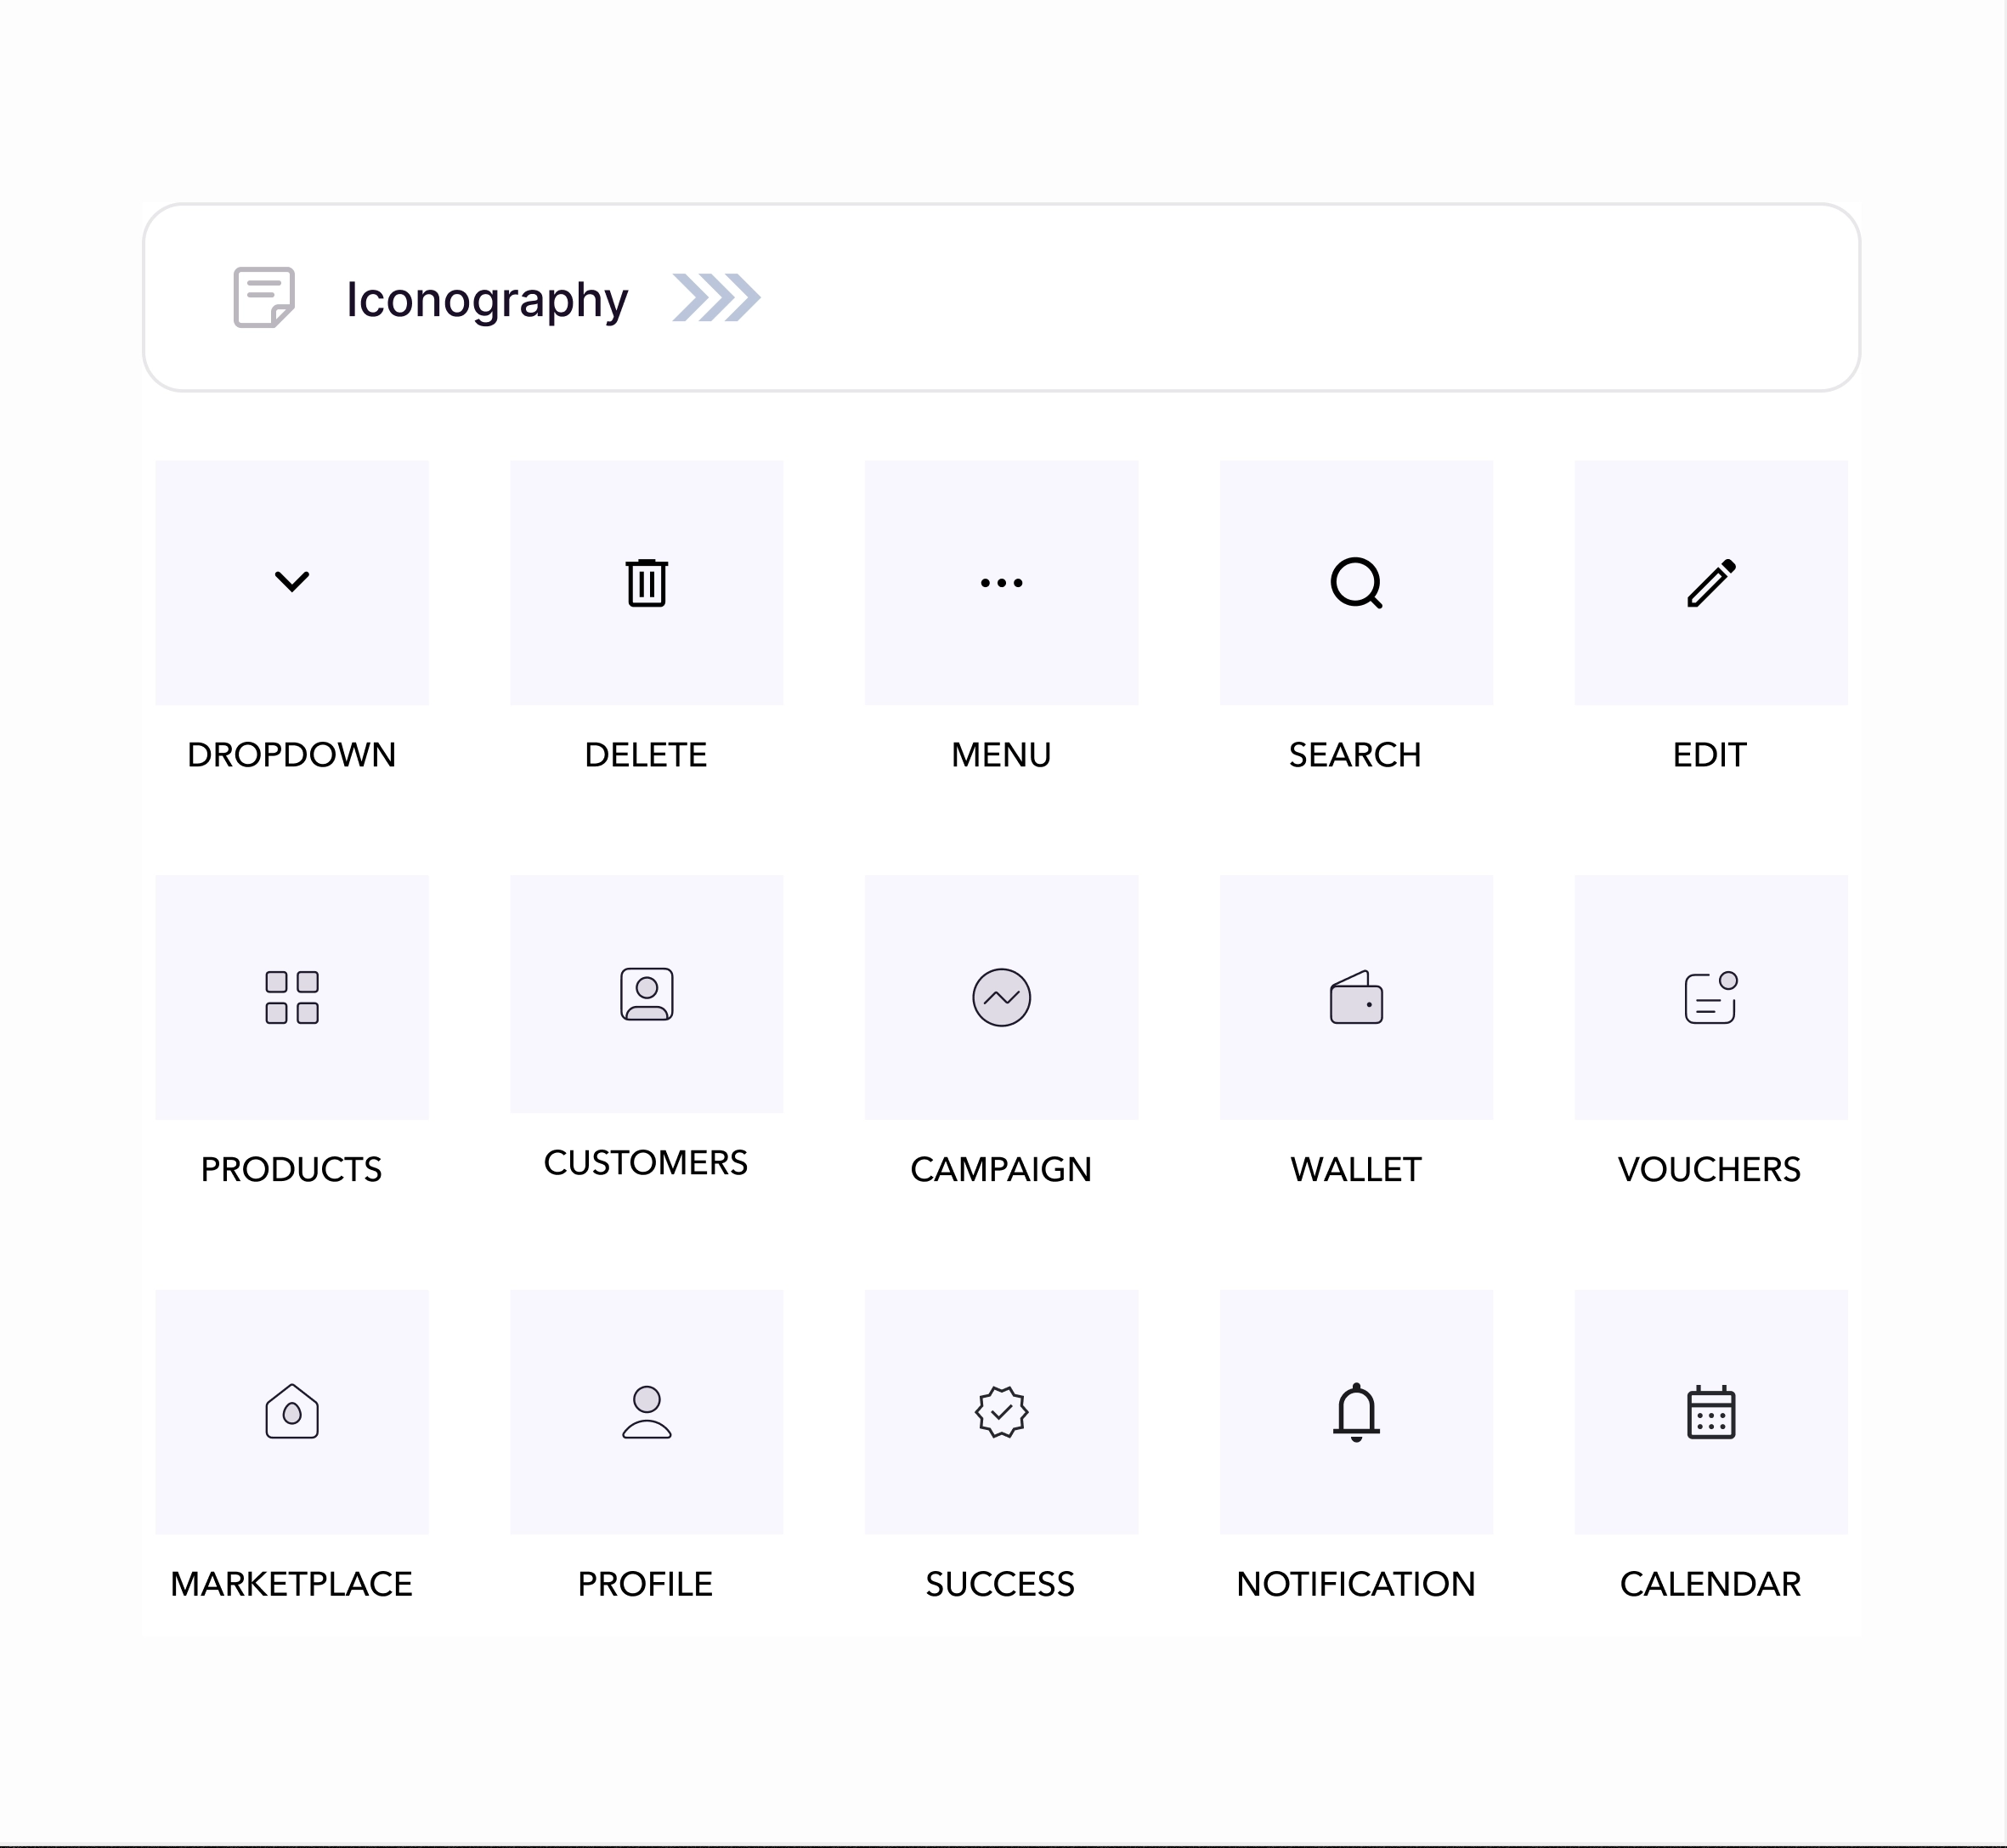 Iconography
DROPDOWN
DELETE
MENU
SEARCH
EDIT
PRODUCTS
CUSTOMERS
CAMPAIGN
WALLET
VOUCHERS
MARKETPLACE
PROFILE
SUCCESS
NOTIFICATION
CALENDAR